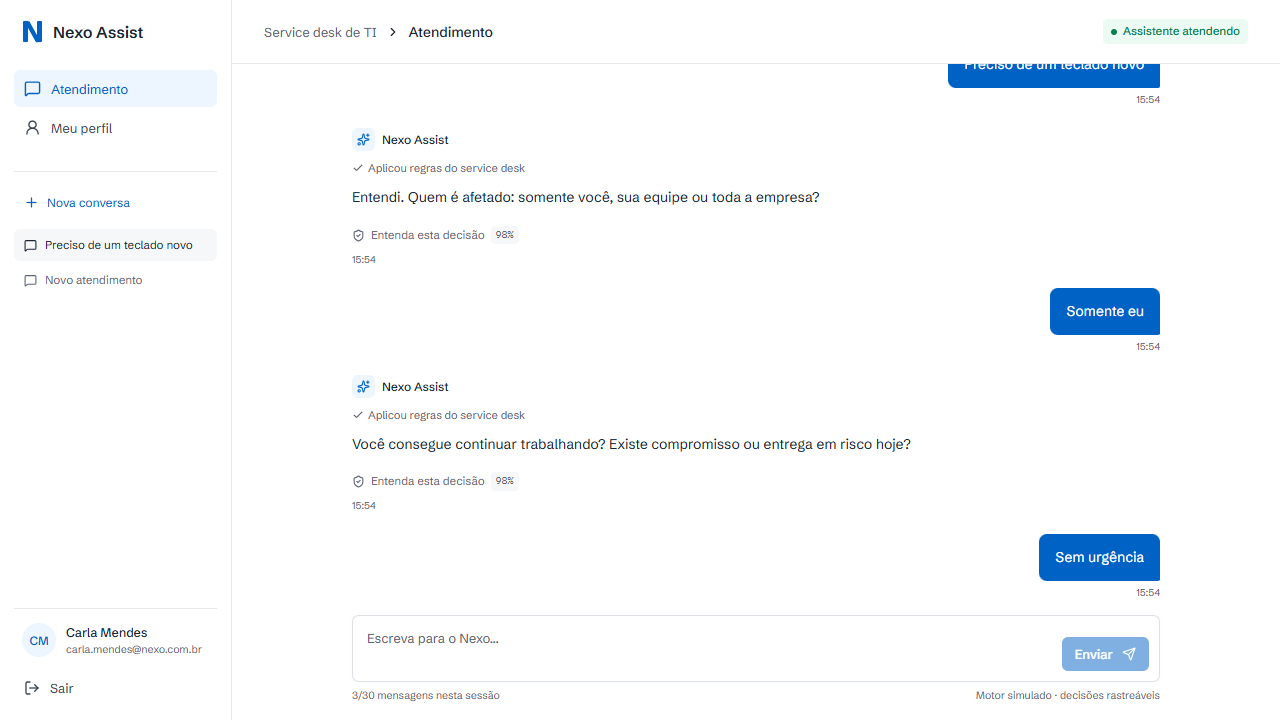 Nexo Assist
Atendimento
Meu perfil
Nova conversa
Preciso de um teclado novo
Novo atendimento
CM
Carla Mendes
carla.mendes@nexo.com.br
Sair
Service desk de TI > Atendimento
Assistente atendendo
Preciso de um teclado novo
15:54
Nexo Assist
Aplicou regras do service desk
Entendi. Quem é afetado: somente você, sua equipe ou toda a empresa?
Entenda esta decisão 98%
15:54
Somente eu
15:54
Nexo Assist
Aplicou regras do service desk
Você consegue continuar trabalhando? Existe compromisso ou entrega em risco hoje?
Entenda esta decisão 98%
15:54
Sem urgência
15:54
Escreva para o Nexo...
Enviar
3/30 mensagens nesta sessão
Motor simulado · decisões rastreáveis